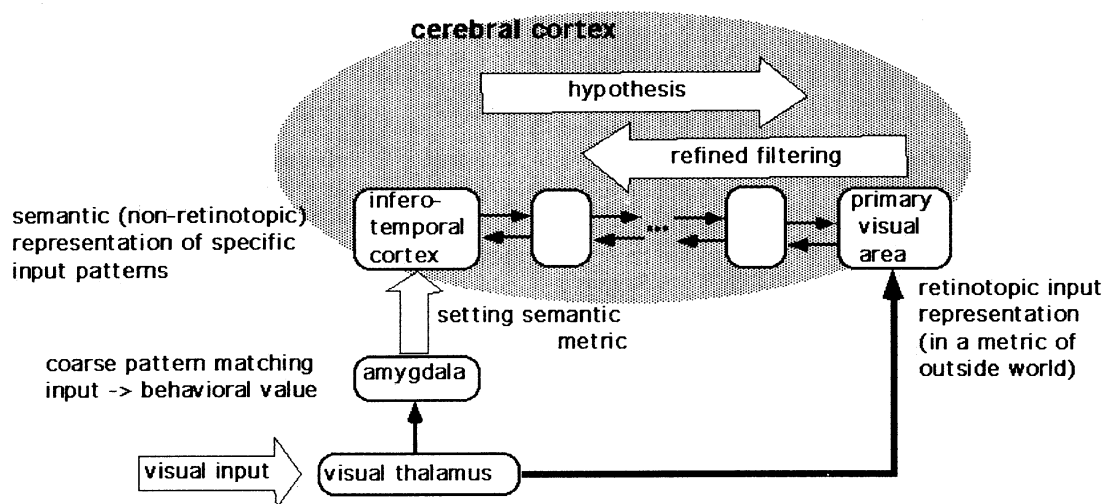 cerebral cortex
hypothesis
refined filtering
semantic (non-retinotopic)
representation of specific
input patterns
infero-
temporal
cortex
...
primary
visual
area
setting semantic
metric
retinotopic input
representation
(in a metric of
outside world)
coarse pattern matching
input -> behavioral value
amygdala
visual input
visual thalamus